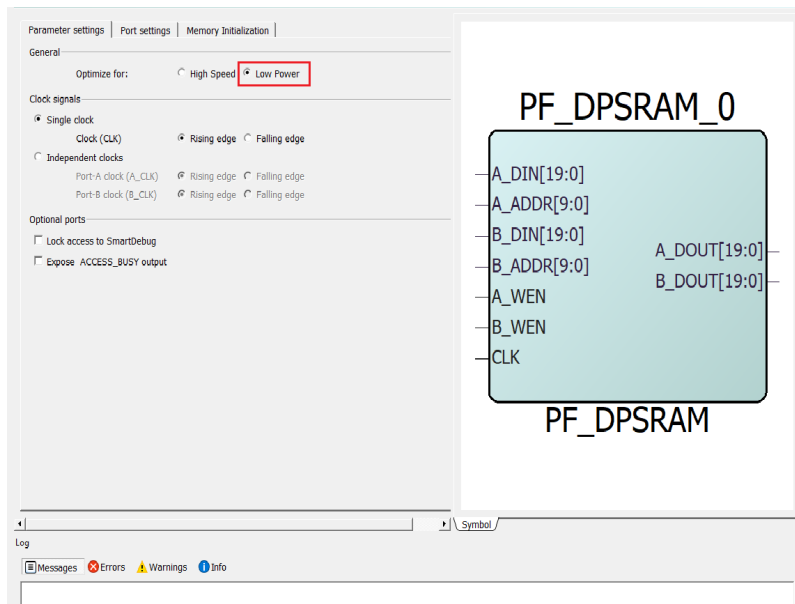 Parameter settings Port settings Memory Initialization
General
Optimize for: High Speed Low Power
Clock signals
Single clock
Clock (CLK) Rising edge Falling edge
Independent clocks
Port-A clock (A_CLK) Rising edge Falling edge
Port-B clock (B_CLK) Rising edge Falling edge
Optional ports
Lock access to SmartDebug
Expose ACCESS_BUSY output
PF_DPSRAM_0
A_DIN[19:0]
A_ADDR[9:0]
B_DIN[19:0]
B_ADDR[9:0]
A_WEN
B_WEN
CLK
A_DOUT[19:0]
B_DOUT[19:0]
PF_DPSRAM
Symbol
Log
Messages Errors Warnings Info